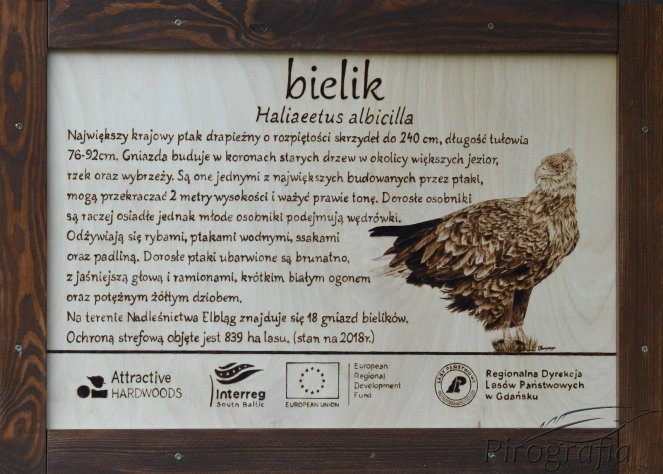 bielik
Haliaeetus albicilla
Największy krajowy ptak drapieżny o rozpiętości skrzydeł do 240 cm, długość tułowia
76-92cm. Gniazda buduje w koronach starych drzew w okolicy większych jezior,
rzek oraz wybrzeży. Są one jednymi z największych budowanych przez ptaki,
mogą przekraczać 2 metry wysokości i ważyć prawie tonę. Dorosłe osobniki
są raczej osiadłe jednak młode osobniki podejmują wędrówki.
Odżywiają się rybami, ptakami wodnymi, ssakami
oraz padliną. Dorosłe ptaki ubarwione są brunatno,
z jaśniejszą głową i ramionami, krótkim białym ogonem
oraz potężnym żółtym dziobem.
Na terenie Nadleśnictwa Elbląg znajduje się 18 gniazd bielików.
Ochroną strefową objęte jest 839 ha lasu. (stan na 2018r.)
Attractive
HARDWOODS
Interreg
South Baltic
EUROPEAN UNION
European
Regional
Development
Fund
LASY PAŃSTWOWE
Regionalna Dyrekcja
Lasów Państwowych
w Gdańsku
Pirografia